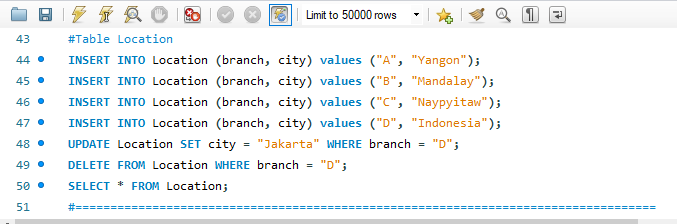 Limit to 50000 rows
43 #Table Location
44 INSERT INTO Location (branch, city) values ("A", "Yangon");
45 INSERT INTO Location (branch, city) values ("B", "Mandalay");
46 INSERT INTO Location (branch, city) values ("C", "Naypyitaw");
47 INSERT INTO Location (branch, city) values ("D", "Indonesia");
48 UPDATE Location SET city = "Jakarta" WHERE branch = "D";
49 DELETE FROM Location WHERE branch = "D";
50 SELECT * FROM Location;
51 #================================================================================